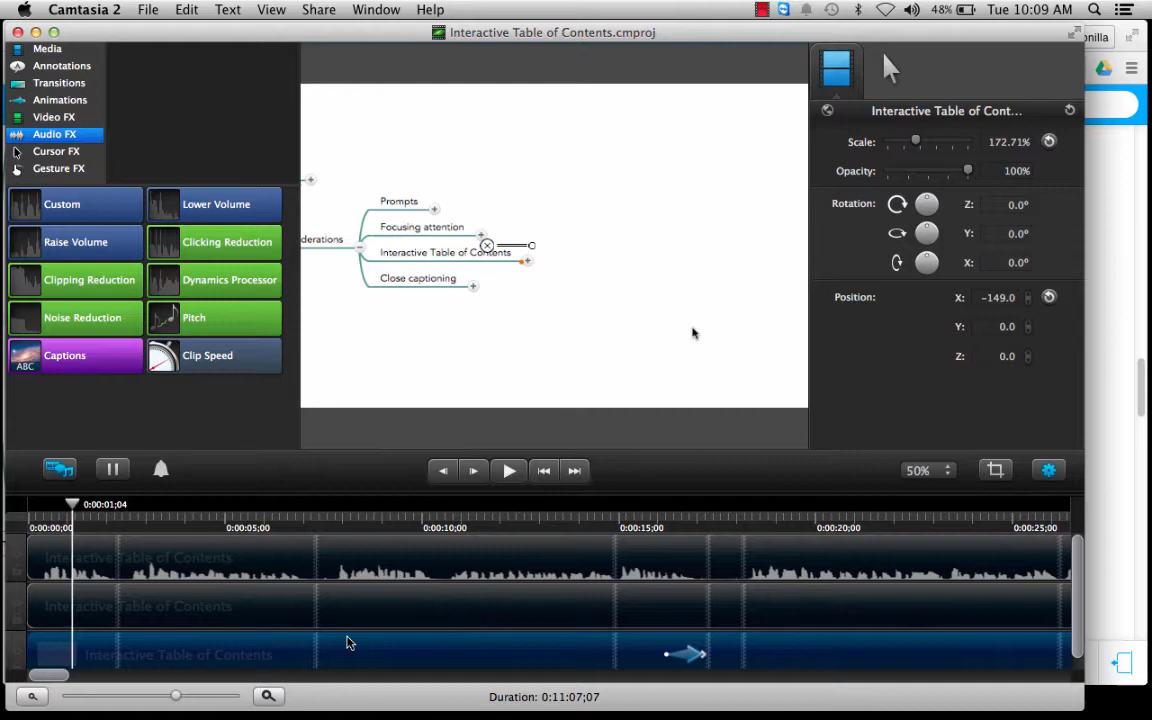 Camtasia 2 File Edit Text View Share Window Help 48% Tue 10:09 AM
Interactive Table of Contents.cmproj
Media
Annotations
Transitions
Animations
Video FX
Audio FX
Cursor FX
Gesture FX
Custom
Lower Volume
Raise Volume
Clicking Reduction
Clipping Reduction
Dynamics Processor
Noise Reduction
Pitch
ABC
Captions
Clip Speed
derations
Prompts
Focusing attention
Interactive Table of Contents
Close captioning
Interactive Table of Cont...
Scale: 172.71%
Opacity: 100%
Rotation: Z: 0.0º
Y: 0.0º
X: 0.0º
Position: X: -149.0
Y: 0.0
Z: 0.0
50%
0:00:01;04
0:00:00;00 0:00:05;00 0:00:10;00 0:00:15;00 0:00:20;00 0:00:25;00
Interactive Table of Contents
Interactive Table of Contents
Interactive Table of Contents
Duration: 0:11:07;07